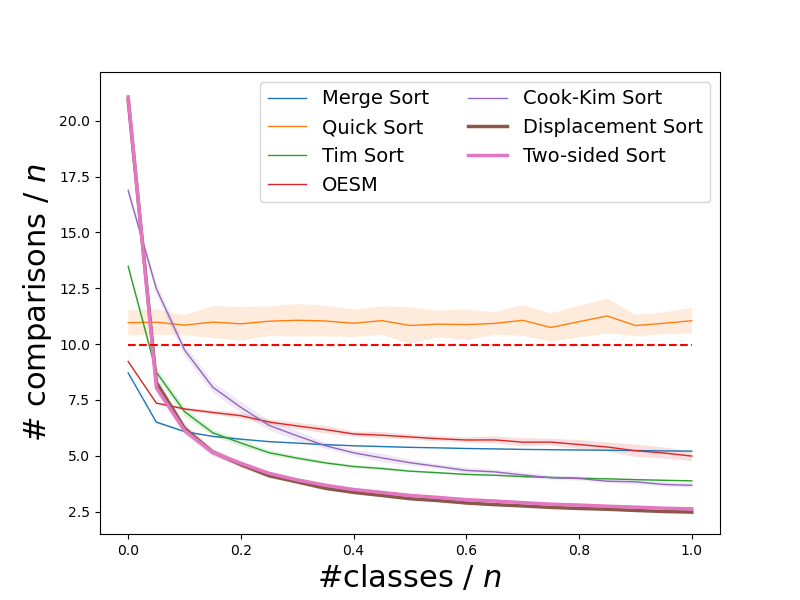 Merge Sort
Quick Sort
Tim Sort
OESM
Cook-Kim Sort
Displacement Sort
Two-sided Sort
# comparisons / n
20.0
17.5
15.0
12.5
10.0
7.5
5.0
2.5
0.0 0.2 0.4 0.6 0.8 1.0
#classes / n